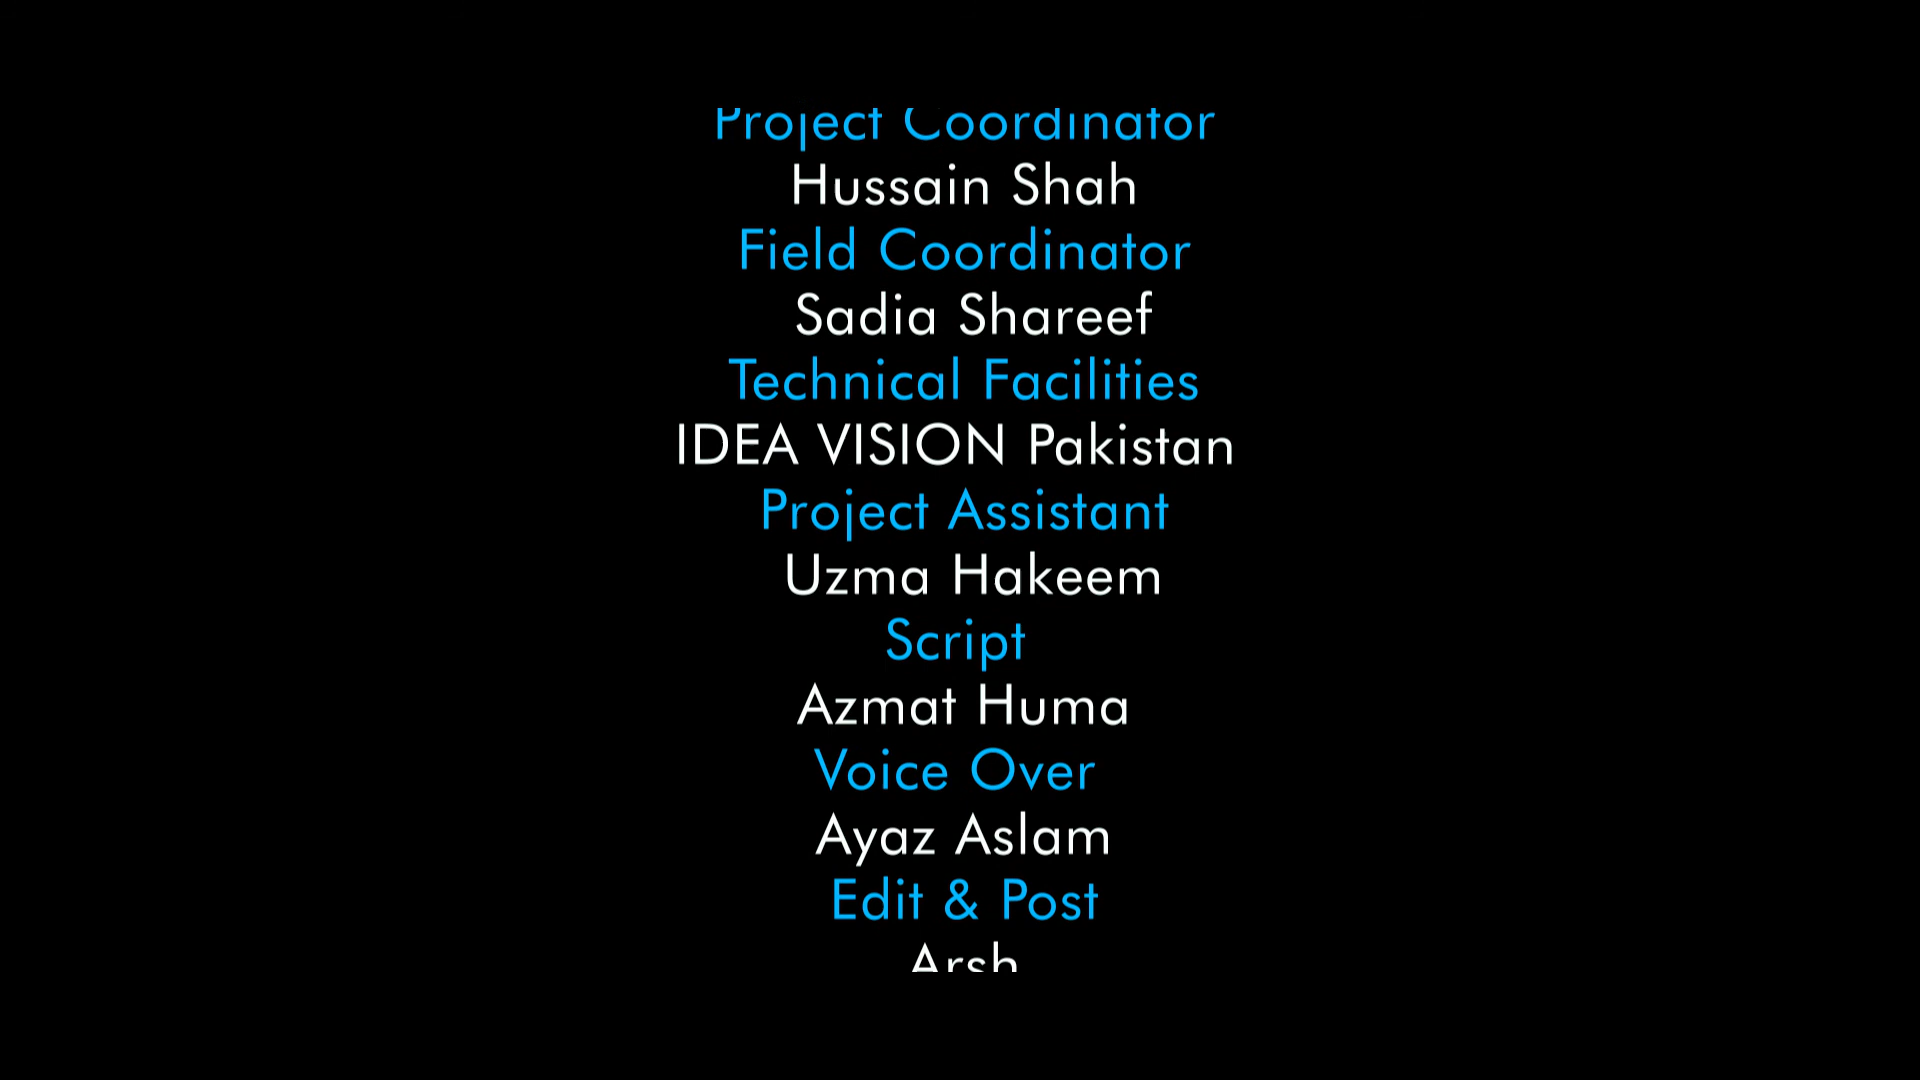 Project Coordinator
Hussain Shah
Field Coordinator
Sadia Shareef
Technical Facilities
IDEA VISION Pakistan
Project Assistant
Uzma Hakeem
Script
Azmat Huma
Voice Over
Ayaz Aslam
Edit & Post
Arsh